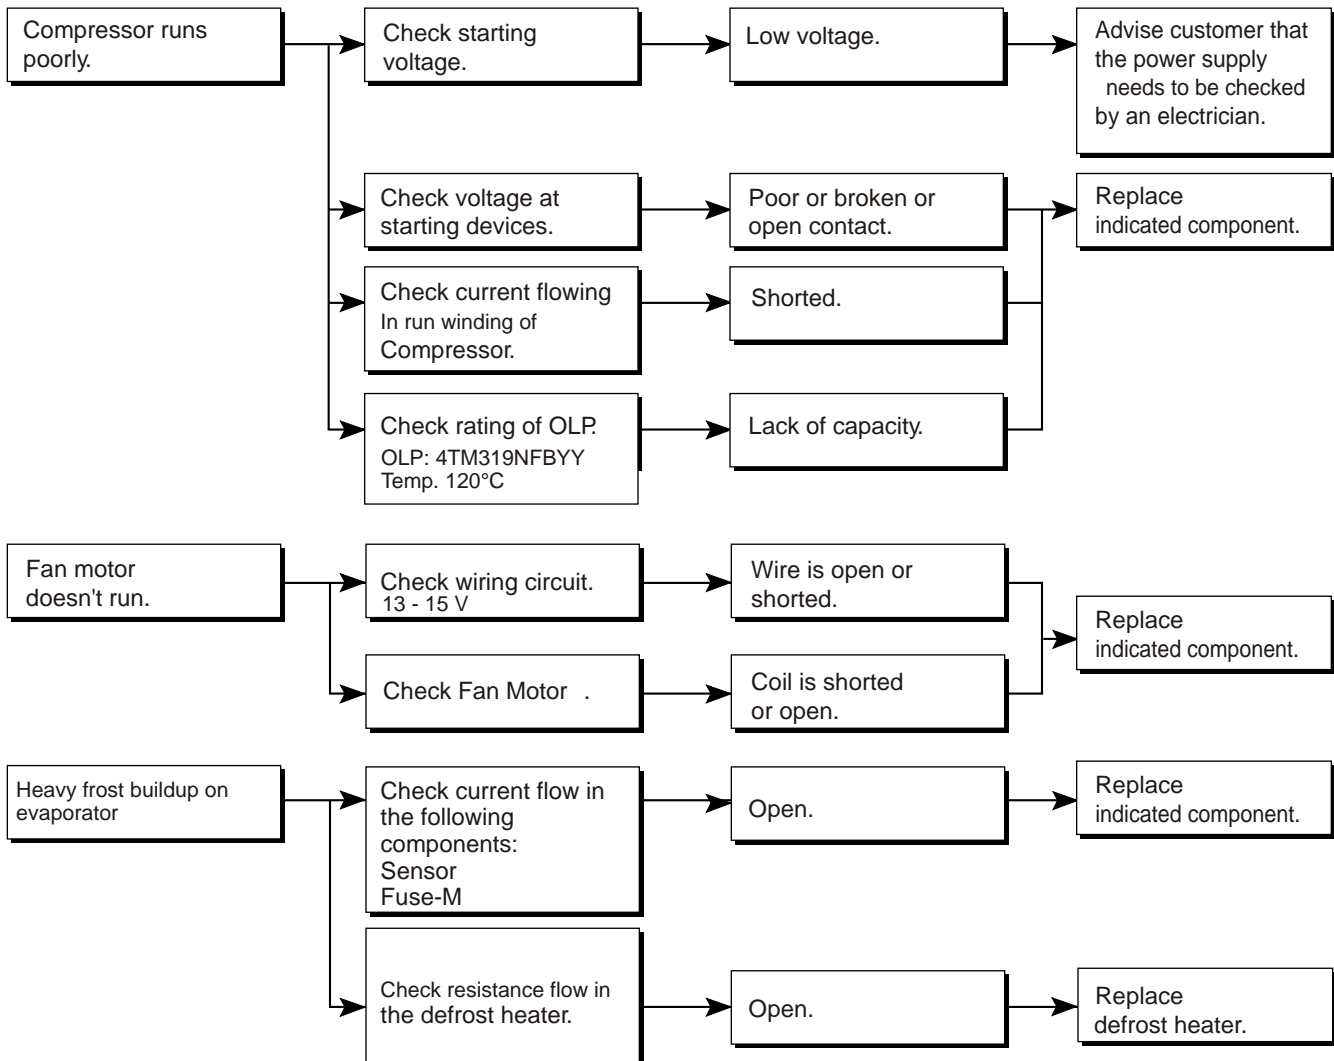 Compressor runs
poorly.
Check starting
voltage.
Low voltage.
Advise customer that
the power supply
needs to be checked
by an electrician.
Check voltage at
starting devices.
Poor or broken or
open contact.
Replace
indicated component.
Check current flowing
In run winding of
Compressor.
Shorted.
Check rating of OLP.
OLP: 4TM319NFBYY
Temp. 120°C
Lack of capacity.
Fan motor
doesn't run.
Check wiring circuit.
13 - 15 V
Wire is open or
shorted.
Replace
indicated component.
Check Fan Motor .
Coil is shorted
or open.
Heavy frost buildup on
evaporator
Check current flow in
the following
components:
Sensor
Fuse-M
Open.
Replace
indicated component.
Check resistance flow in
the defrost heater.
Open.
Replace
defrost heater.